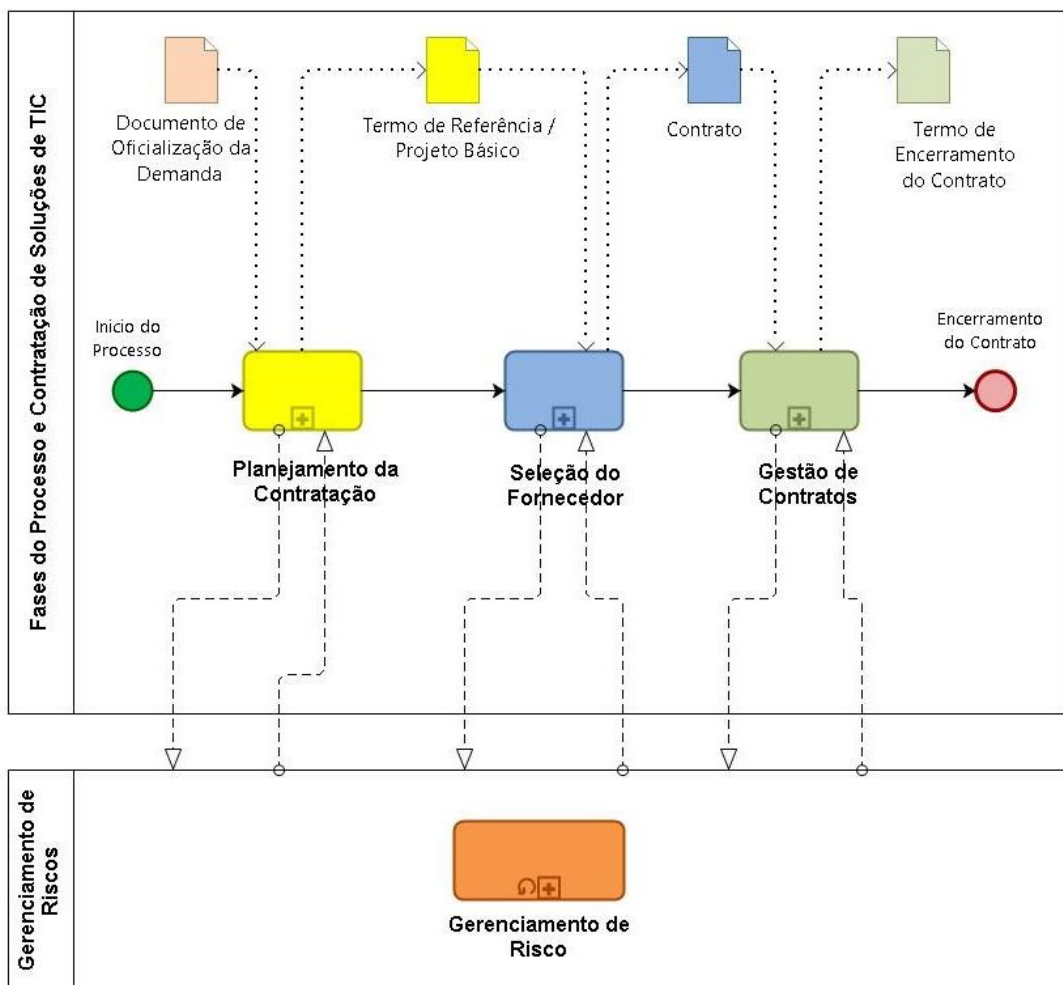 Fases do Processo e Contratação de Soluções de TIC
Documento de
Oficialização da
Demanda
Termo de Referência /
Projeto Básico
Contrato
Termo de
Encerramento
do Contrato
Inicio do
Processo
Encerramento
do Contrato
Planejamento da
Contratação
Seleção do
Fornecedor
Gestão de
Contratos
Gerenciamento de
Riscos
Gerenciamento de
Risco